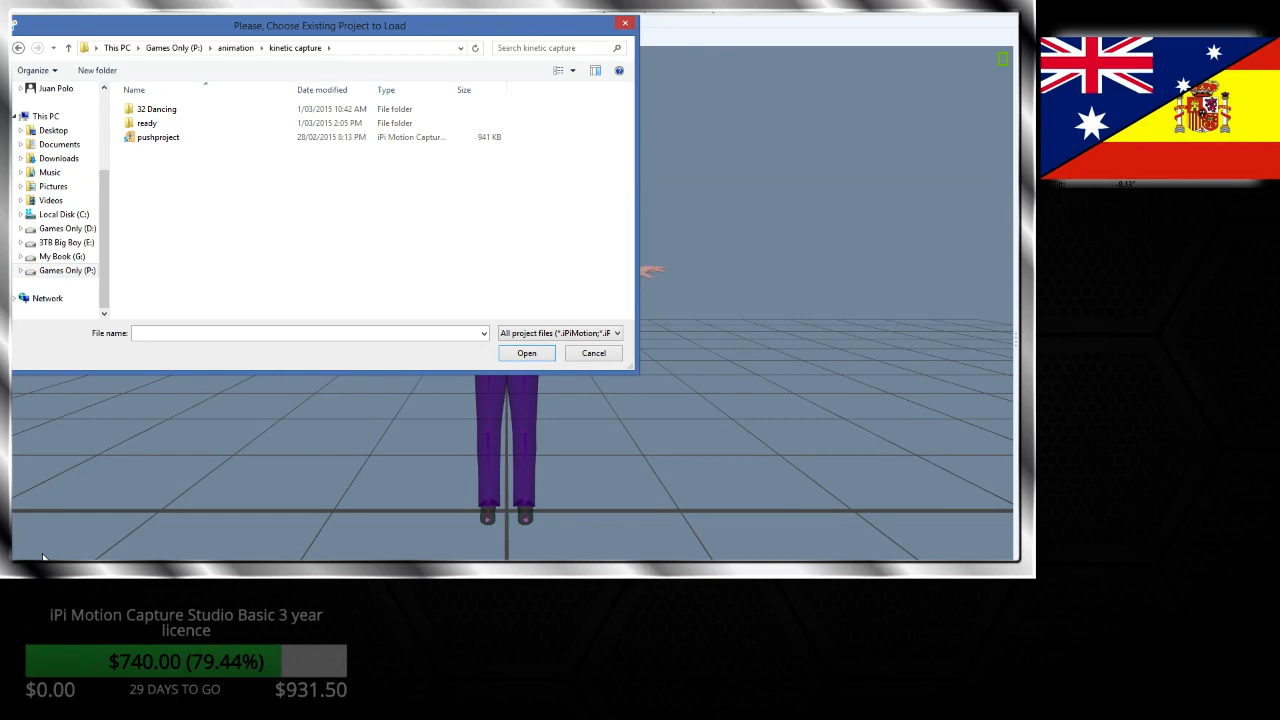 Please, Choose Existing Project to Load
This PC
Games Only (P:)
animation
kinetic capture
Search kinetic capture
Organize
New folder
Juan Polo
This PC
Desktop
Documents
Downloads
Music
Pictures
Videos
Local Disk (C:)
Games Only (D:)
3TB Big Boy (E:)
My Book (G:)
Games Only (P:)
Network
Name Date modified Type Size
32 Dancing 1/03/2015 10:42 AM File folder
ready 1/03/2015 2:05 PM File folder
pushproject 28/02/2015 8:13 PM iPi Motion Captur... 941 KB
File name:
All project files (*.iPiMotion;*.iF
Open
Cancel
-9.13°
iPi Motion Capture Studio Basic 3 year
licence
$740.00 (79.44%)
$0.00 29 DAYS TO GO $931.50